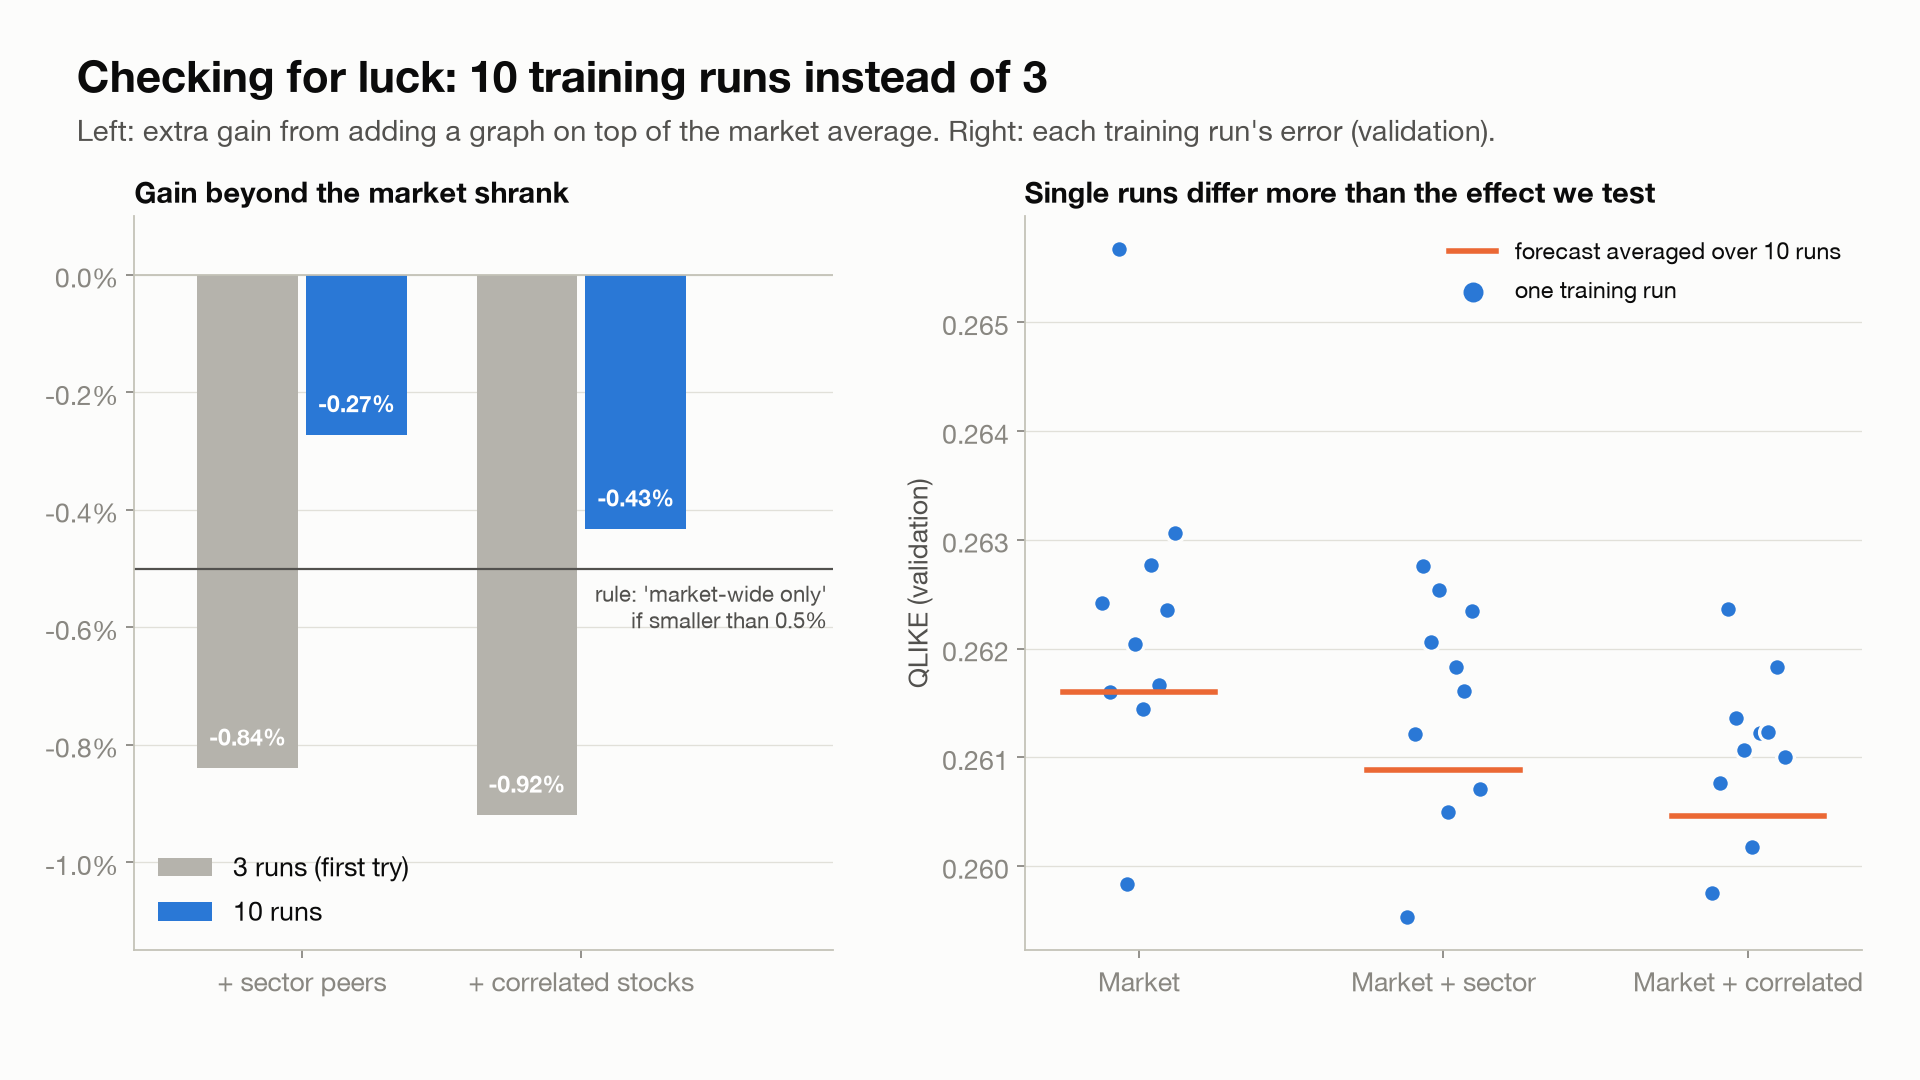 Checking for luck: 10 training runs instead of 3
Left: extra gain from adding a graph on top of the market average. Right: each training run's error (validation).
Gain beyond the market shrank
0.0%
-0.2%
-0.4%
-0.6%
-0.8%
-1.0%
-0.84%
-0.27%
-0.92%
-0.43%
rule: 'market-wide only'
if smaller than 0.5%
3 runs (first try)
10 runs
+ sector peers
+ correlated stocks
Single runs differ more than the effect we test
forecast averaged over 10 runs
one training run
QLIKE (validation)
0.265
0.264
0.263
0.262
0.261
0.260
Market
Market + sector
Market + correlated